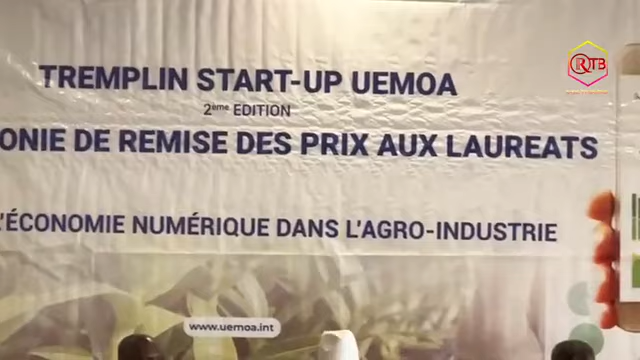 RTB
TREMPLIN START-UP UEMOA
2ème EDITION
ONIE DE REMISE DES PRIX AUX LAUREATS
L'ÉCONOMIE NUMÉRIQUE DANS L'AGRO-INDUSTRIE
www.uemoa.int